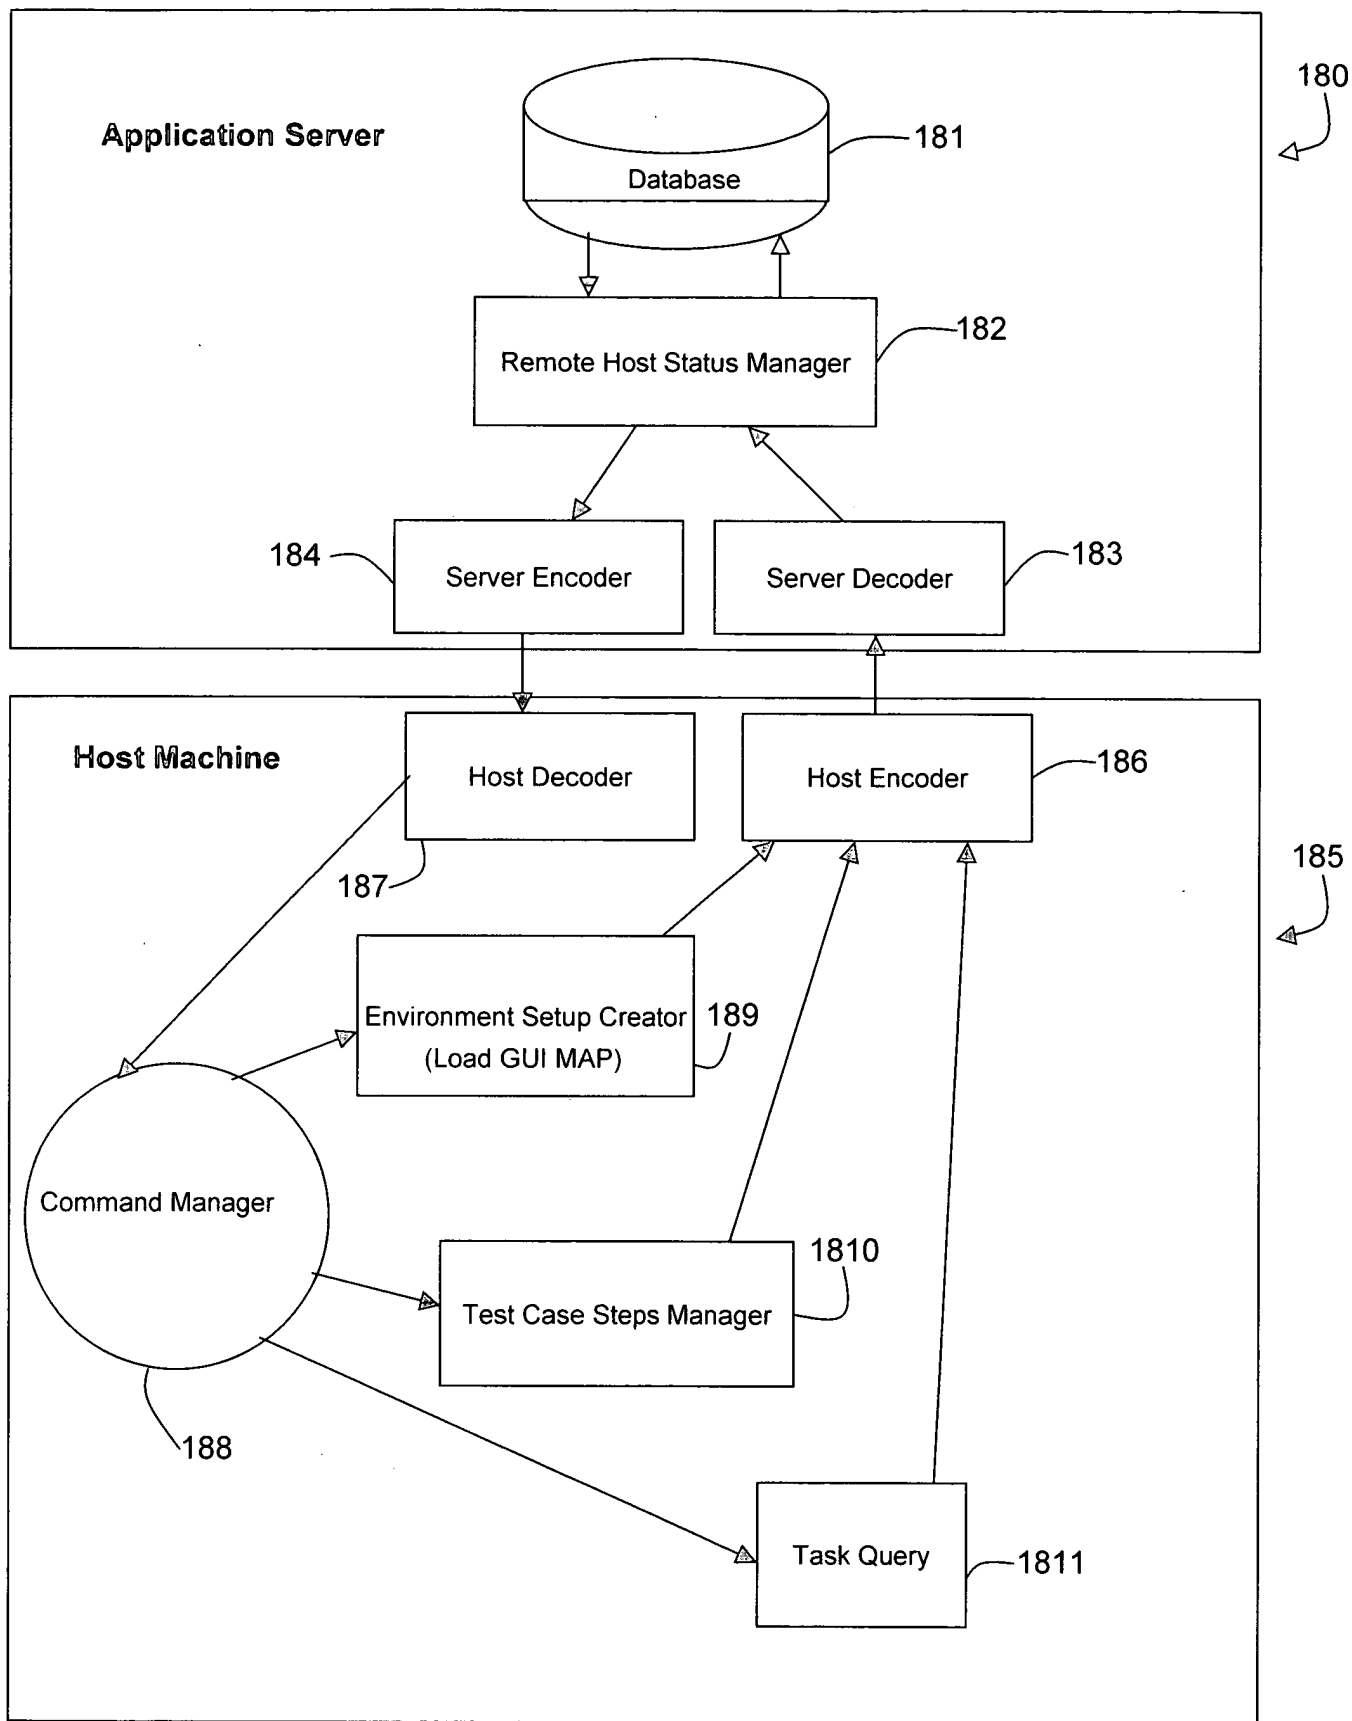 180
Application Server
181
Database
182
Remote Host Status Manager
184
Server Encoder
Server Decoder
183
Host Machine
Host Decoder
Host Encoder
186
187
185
Environment Setup Creator
(Load GUI MAP)
189
Command Manager
1810
Test Case Steps Manager
188
Task Query
1811